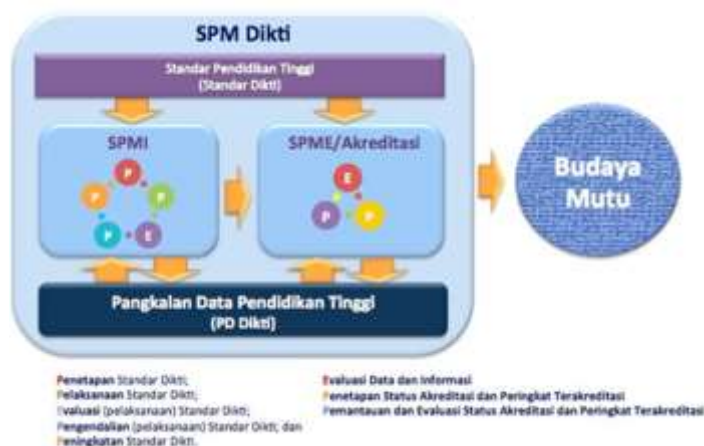 SPM Dikti
Standar Pendidikan Tinggi
(Standar Dikti)
SPMI
SPME/Akreditasi
P
P
P
P
E
E
P
P
Budaya
Mutu
Pangkalan Data Pendidikan Tinggi
(PD Dikti)
Penetapan Standar Dikti;
Pelaksanaan Standar Dikti;
Evaluasi (pelaksanaan) Standar Dikti;
Pengendalian (pelaksanaan) Standar Dikti; dan
Peningkatan Standar Dikti.
Evaluasi Data dan Informasi
Penetapan Status Akreditasi dan Peringkat Terakreditasi
Pemantauan dan Evaluasi Status Akreditasi dan Peringkat Terakreditasi